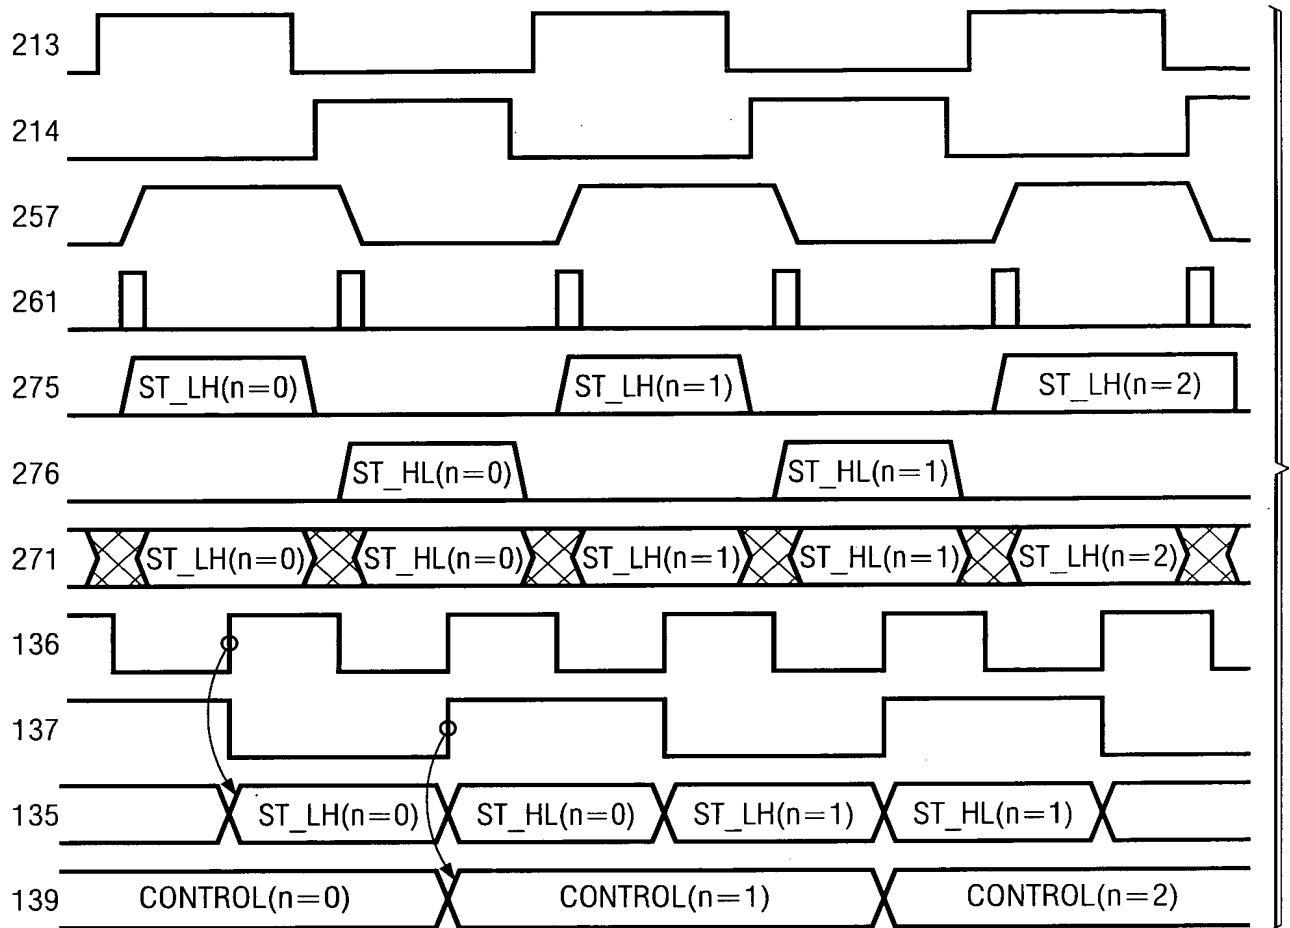 213
214
257
261
275 ST_LH(n=0) ST_LH(n=1) ST_LH(n=2)
276 ST_HL(n=0) ST_HL(n=1)
271 ST_LH(n=0) ST_HL(n=0) ST_LH(n=1) ST_HL(n=1) ST_LH(n=2)
136
137
135 ST_LH(n=0) ST_HL(n=0) ST_LH(n=1) ST_HL(n=1)
139 CONTROL(n=0) CONTROL(n=1) CONTROL(n=2)